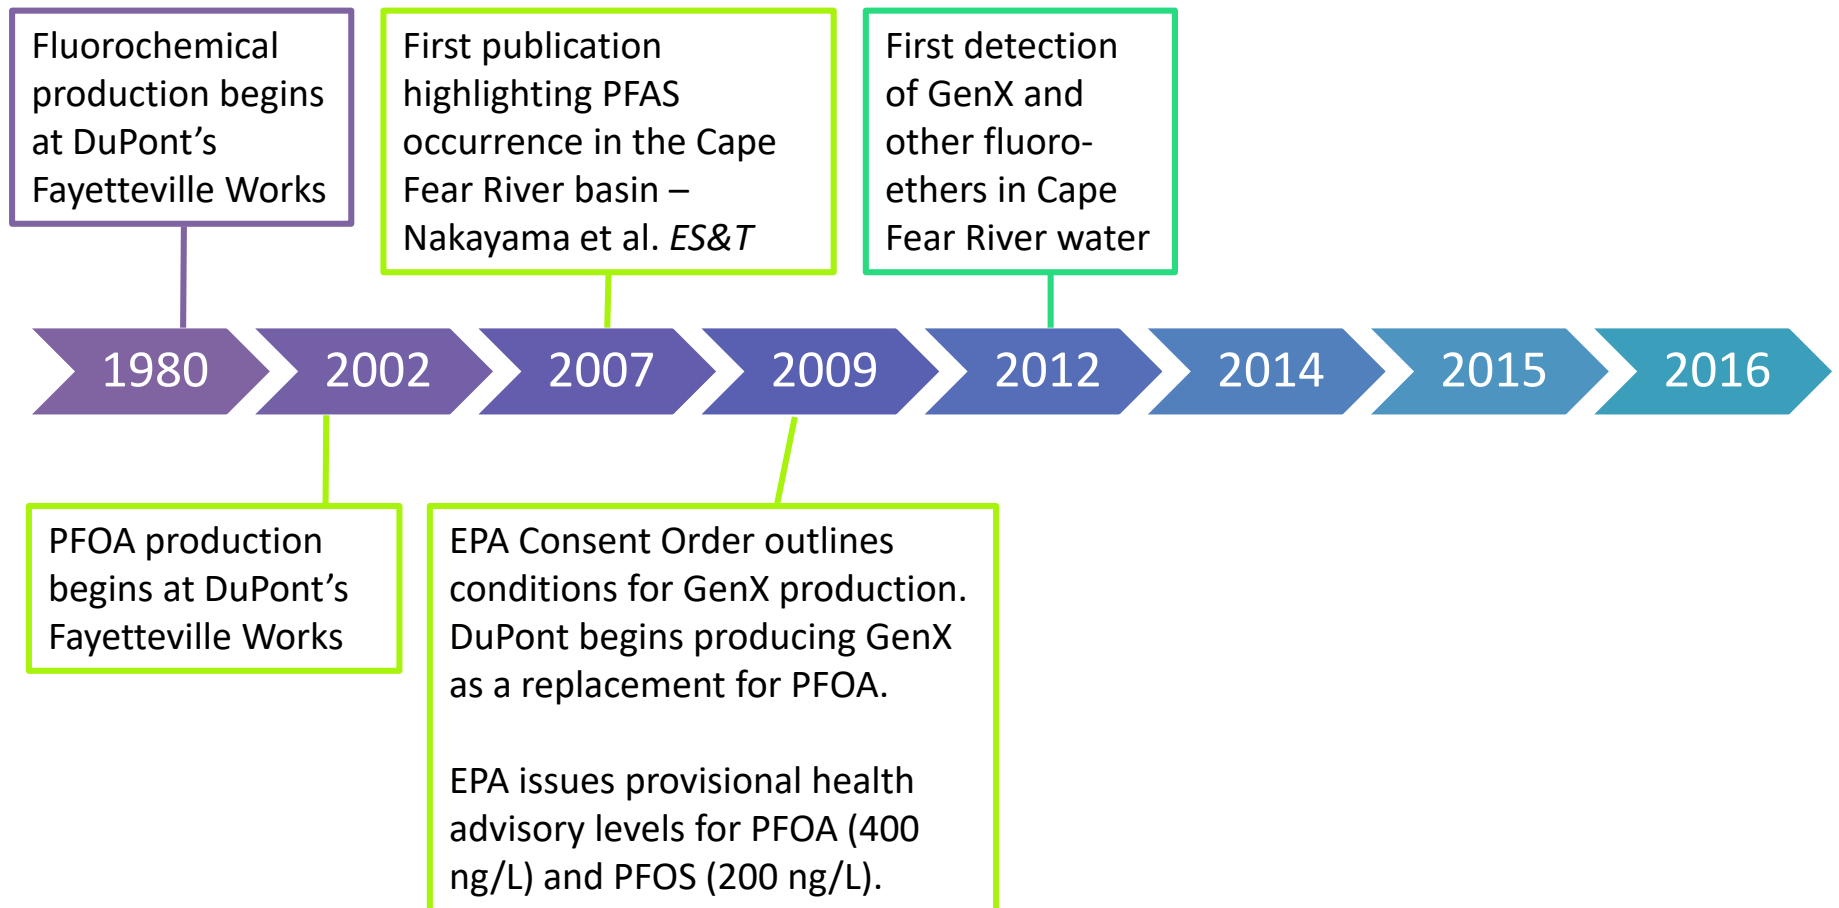 Fluorochemical
production begins
at DuPont’s
Fayetteville Works
First publication
highlighting PFAS
occurrence in the Cape
Fear River basin –
Nakayama et al. ES&T
First detection
of GenX and
other fluoro-
ethers in Cape
Fear River water
1980
2002
2007
2009
2012
2014
2015
2016
PFOA production
begins at DuPont’s
Fayetteville Works
EPA Consent Order outlines
conditions for GenX production.
DuPont begins producing GenX
as a replacement for PFOA.
EPA issues provisional health
advisory levels for PFOA (400
ng/L) and PFOS (200 ng/L).